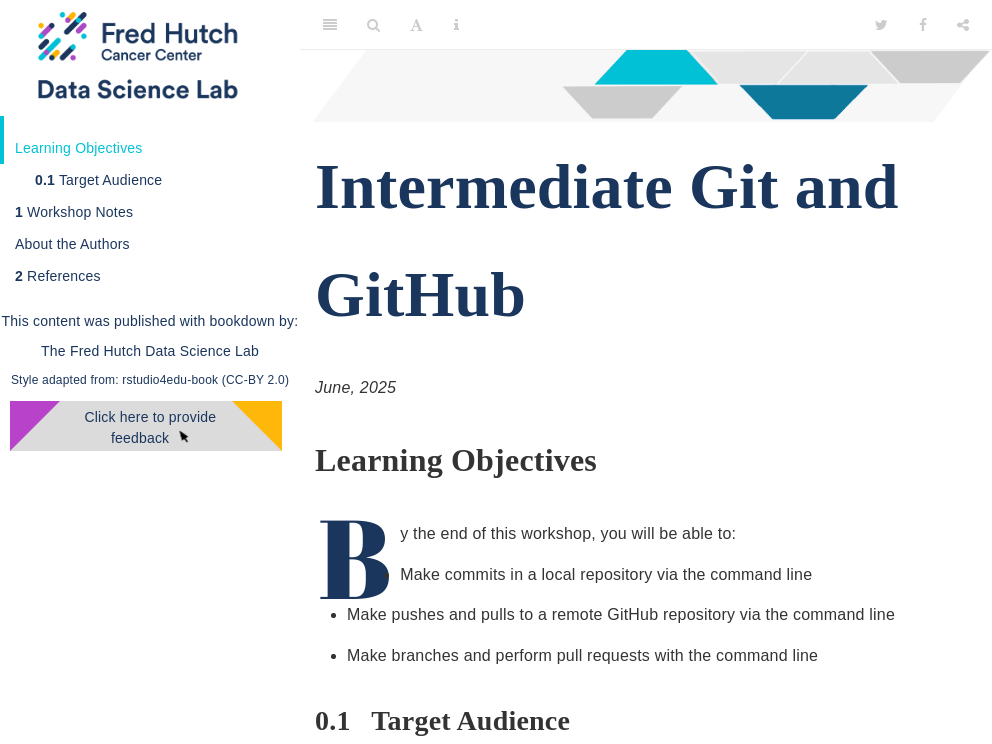 Fred Hutch
Cancer Center
Data Science Lab
Learning Objectives
0.1 Target Audience
1 Workshop Notes
About the Authors
2 References
This content was published with bookdown by:
The Fred Hutch Data Science Lab
Style adapted from: rstudio4edu-book (CC-BY 2.0)
Click here to provide
feedback
Intermediate Git and
GitHub
June, 2025
Learning Objectives
By the end of this workshop, you will be able to:
Make commits in a local repository via the command line
• Make pushes and pulls to a remote GitHub repository via the command line
• Make branches and perform pull requests with the command line
0.1 Target Audience